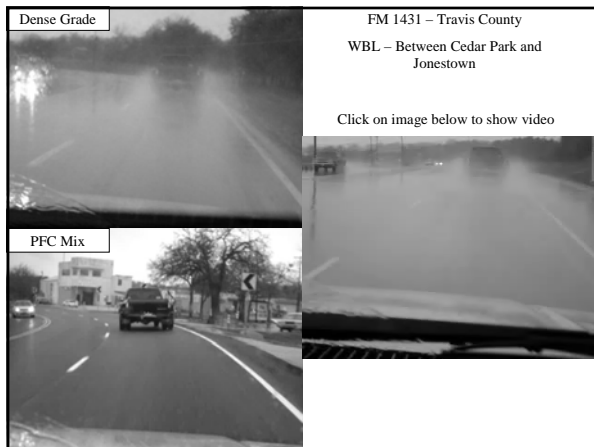 Dense Grade
FM 1431 – Travis County
WBL – Between Cedar Park and
Jonestown
Click on image below to show video
PFC Mix